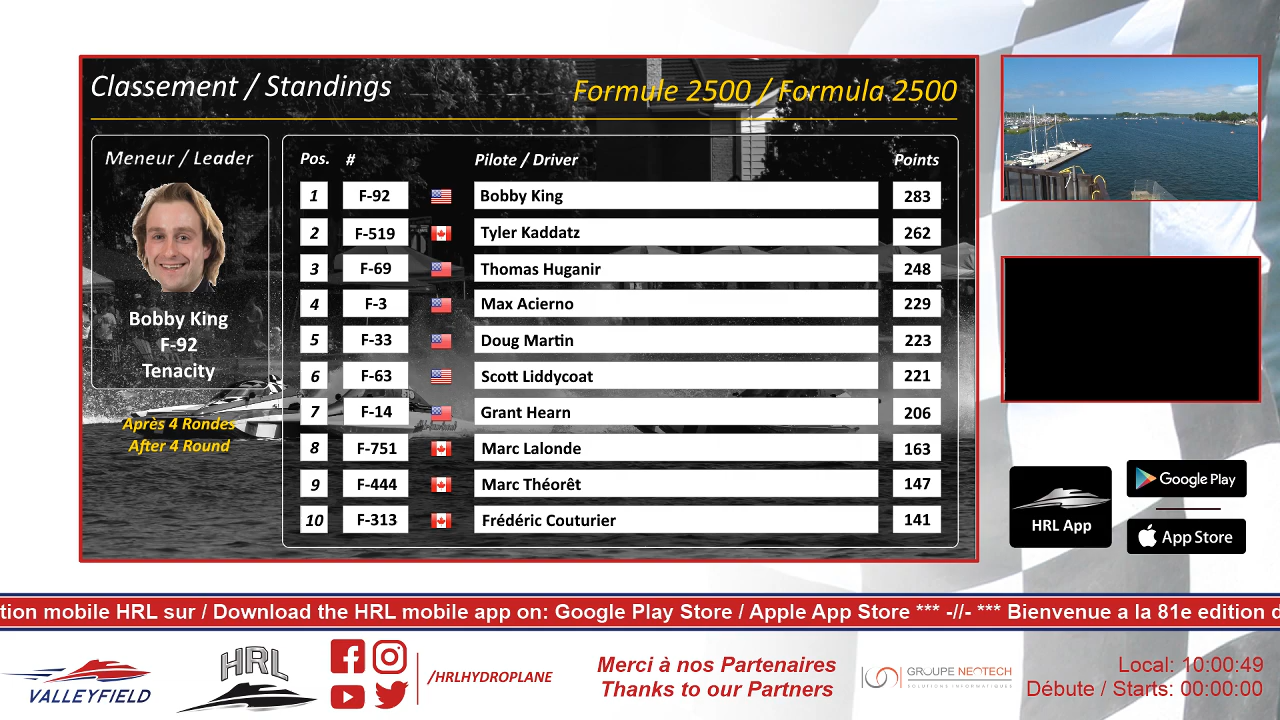 Classement / Standings
Formule 2500 / Formula 2500
Meneur / Leader
Bobby King
F-92
Tenacity
Après 4 Rondes
After 4 Round
Pos. # Pilote / Driver Points
1 F-92 Bobby King 283
2 F-519 Tyler Kaddatz 262
3 F-69 Thomas Huganir 248
4 F-3 Max Acierno 229
5 F-33 Doug Martin 223
6 F-63 Scott Liddycoat 221
7 F-14 Grant Hearn 206
8 F-751 Marc Lalonde 163
9 F-444 Marc Théorêt 147
10 F-313 Frédéric Couturier 141
HRL App
Google Play
App Store
tion mobile HRL sur / Download the HRL mobile app on: Google Play Store / Apple App Store *** -//- *** Bienvenue a la 81e edition d
VALLEYFIELD
HRL
/HRLHYDROPLANE
Merci à nos Partenaires
Thanks to our Partners
GROUPE NEOTECH
SOLUTIONS INFORMATIQUES
Local: 10:00:49
Débute / Starts: 00:00:00